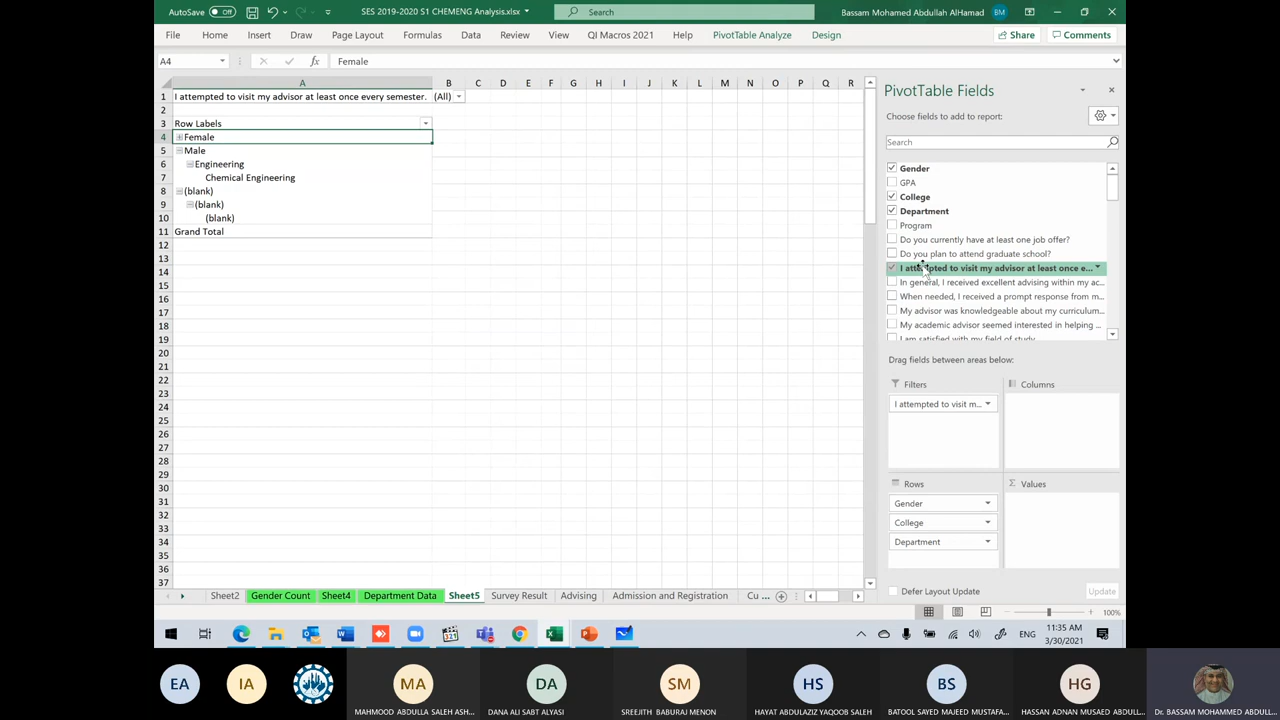 AutoSave Off SES 2019-2020 S1 CHEMENG Analysis.xlsx Search Bassam Mohamed Abdullah AlHamad BM
File Home Insert Draw Page Layout Formulas Data Review View QI Macros 2021 Help PivotTable Analyze Design Share Comments
A4 fx Female
A B C D E F G H I J K L M N O P Q R
1 I attempted to visit my advisor at least once every semester. (All)
2
3 Row Labels
4 Female
5 Male
6 Engineering
7 Chemical Engineering
8 (blank)
9 (blank)
10 (blank)
11 Grand Total
12
13
14
15
16
17
18
19
20
21
22
23
24
25
26
27
28
29
30
31
32
33
34
35
36
37
PivotTable Fields
Choose fields to add to report:
Search
Gender
GPA
College
Department
Program
Do you currently have at least one job offer?
Do you plan to attend graduate school?
I attempted to visit my advisor at least once e...
In general, I received excellent advising within my ac...
When needed, I received a prompt response from m...
My advisor was knowledgeable about my curriculum...
My academic advisor seemed interested in helping ...
I am satisfied with my field of study
Drag fields between areas below:
Filters Columns
I attempted to visit m...
Rows Σ Values
Gender
College
Department
Defer Layout Update Update
Sheet2 Gender Count Sheet4 Department Data Sheet5 Survey Result Advising Admission and Registration Cu ...
100%
ENG 11:35 AM
3/30/2021
EA IA MA DA SM HS BS HG
MAHMOOD ABDULLA SALEH ASH... DANA ALI SABT ALYASI SREEJITH BABURAJ MENON HAYAT ABDULAZIZ YAQOOB SALEH BATOOL SAYED MAJEED MUSTAFA... HASSAN ADNAN MUSAED ABDUL... Dr. BASSAM MOHAMMED ABDULL...